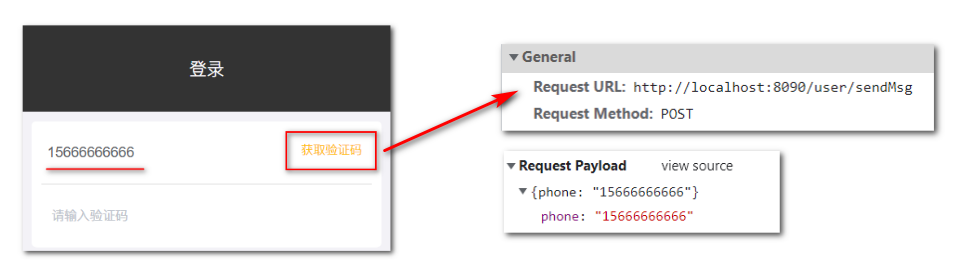 登录
15666666666
获取验证码
请输入验证码
General
Request URL: http://localhost:8090/user/sendMsg
Request Method: POST
Request Payload view source
{phone: "15666666666"}
phone: "15666666666"